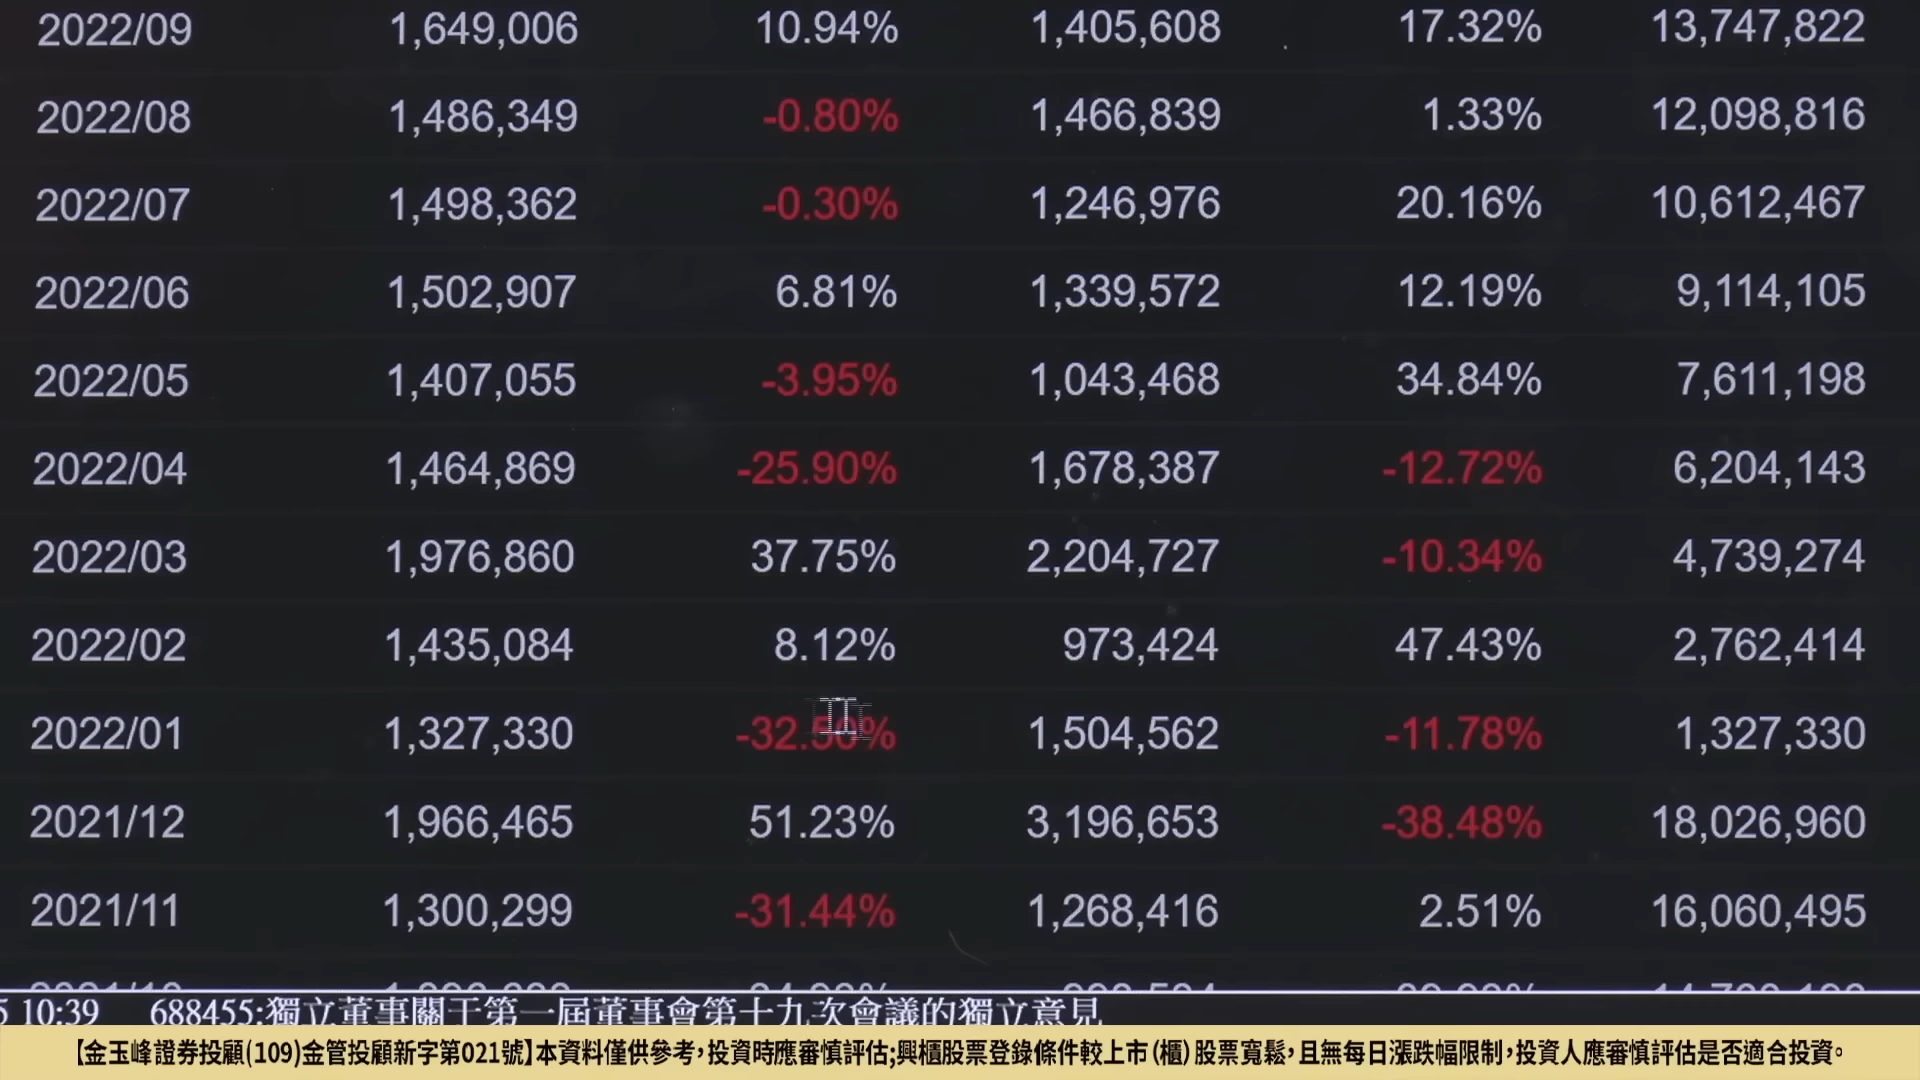 2022/09 1,649,006 10.94% 1,405,608 17.32% 13,747,822
2022/08 1,486,349 -0.80% 1,466,839 1.33% 12,098,816
2022/07 1,498,362 -0.30% 1,246,976 20.16% 10,612,467
2022/06 1,502,907 6.81% 1,339,572 12.19% 9,114,105
2022/05 1,407,055 -3.95% 1,043,468 34.84% 7,611,198
2022/04 1,464,869 -25.90% 1,678,387 -12.72% 6,204,143
2022/03 1,976,860 37.75% 2,204,727 -10.34% 4,739,274
2022/02 1,435,084 8.12% 973,424 47.43% 2,762,414
2022/01 1,327,330 -32.50% 1,504,562 -11.78% 1,327,330
2021/12 1,966,465 51.23% 3,196,653 -38.48% 18,026,960
2021/11 1,300,299 -31.44% 1,268,416 2.51% 16,060,495
10:39 688455:獨立董事關于第一屆董事會第十九次會議的獨立意見
【金玉峰證券投顧(109)金管投顧新字第021號】本資料僅供參考,投資時應審慎評估;興櫃股票登錄條件較上市(櫃)股票寬鬆,且無每日漲跌幅限制,投資人應審慎評估是否適合投資。